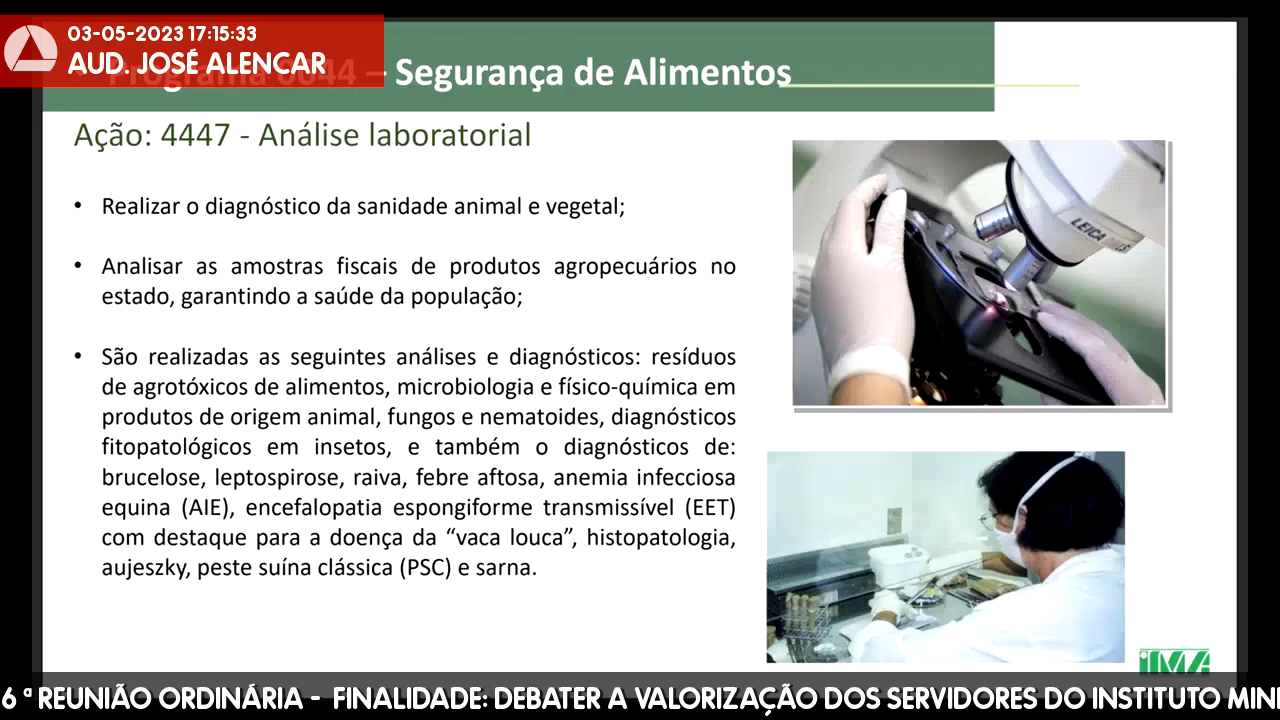 03-05-2023 17:15:33
AUD. JOSÉ ALENCAR
– Segurança de Alimentos
Ação: 4447 - Análise laboratorial
• Realizar o diagnóstico da sanidade animal e vegetal;
• Analisar as amostras fiscais de produtos agropecuários no
estado, garantindo a saúde da população;
• São realizadas as seguintes análises e diagnósticos: resíduos
de agrotóxicos de alimentos, microbiologia e físico-química em
produtos de origem animal, fungos e nematoides, diagnósticos
fitopatológicos em insetos, e também o diagnósticos de:
brucelose, leptospirose, raiva, febre aftosa, anemia infecciosa
equina (AIE), encefalopatia espongiforme transmissível (EET)
com destaque para a doença da “vaca louca”, histopatologia,
aujeszky, peste suína clássica (PSC) e sarna.
LEICA
IMA
6 ª REUNIÃO ORDINÁRIA - FINALIDADE: DEBATER A VALORIZAÇÃO DOS SERVIDORES DO INSTITUTO MIN